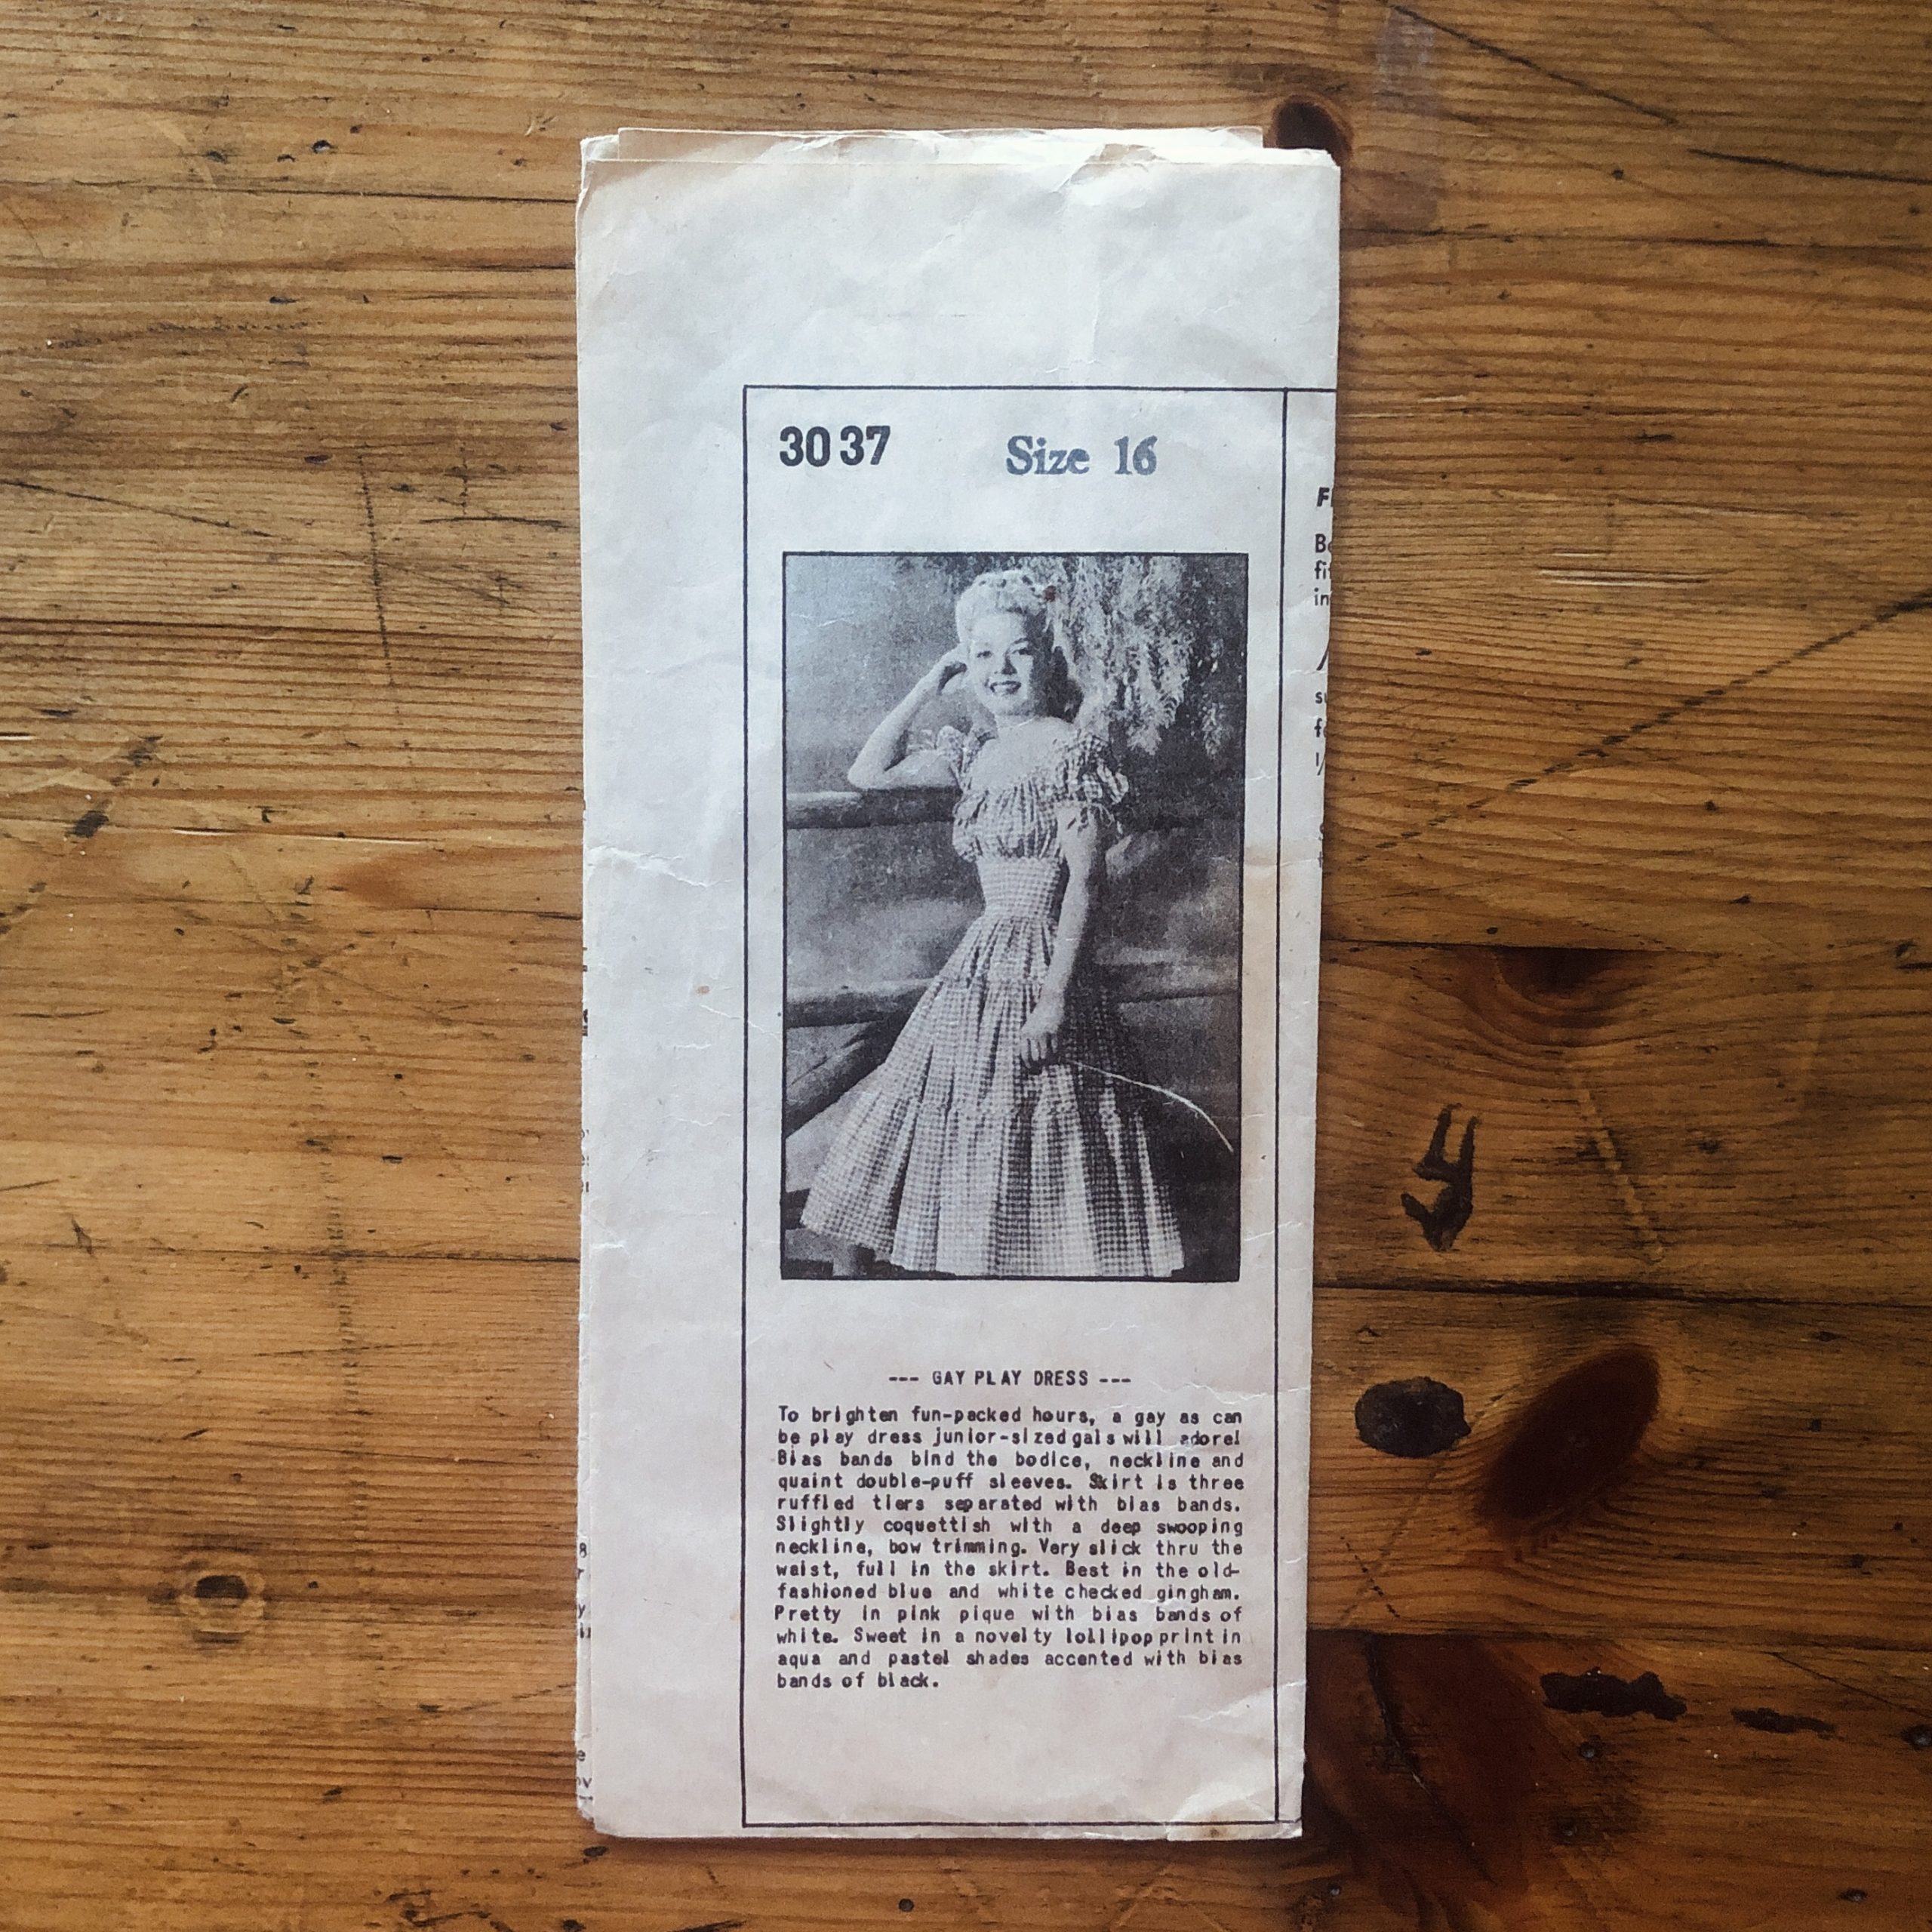 3037 Size 16
--- GAY PLAY DRESS ---
To brighten fun-packed hours, a gay as can
be play dress junior-sized gals will adore!
Bias bands bind the bodice, neckline and
quaint double-puff sleeves. Skirt is three
ruffled tiers separated with bias bands.
Slightly coquettish with a deep swooping
neckline, bow trimming. Very slick thru the
waist, full in the skirt. Best in the old-
fashioned blue and white checked gingham.
Pretty in pink pique with bias bands of
white. Sweet in a novelty lollipop print in
aqua and pastel shades accented with bias
bands of black.